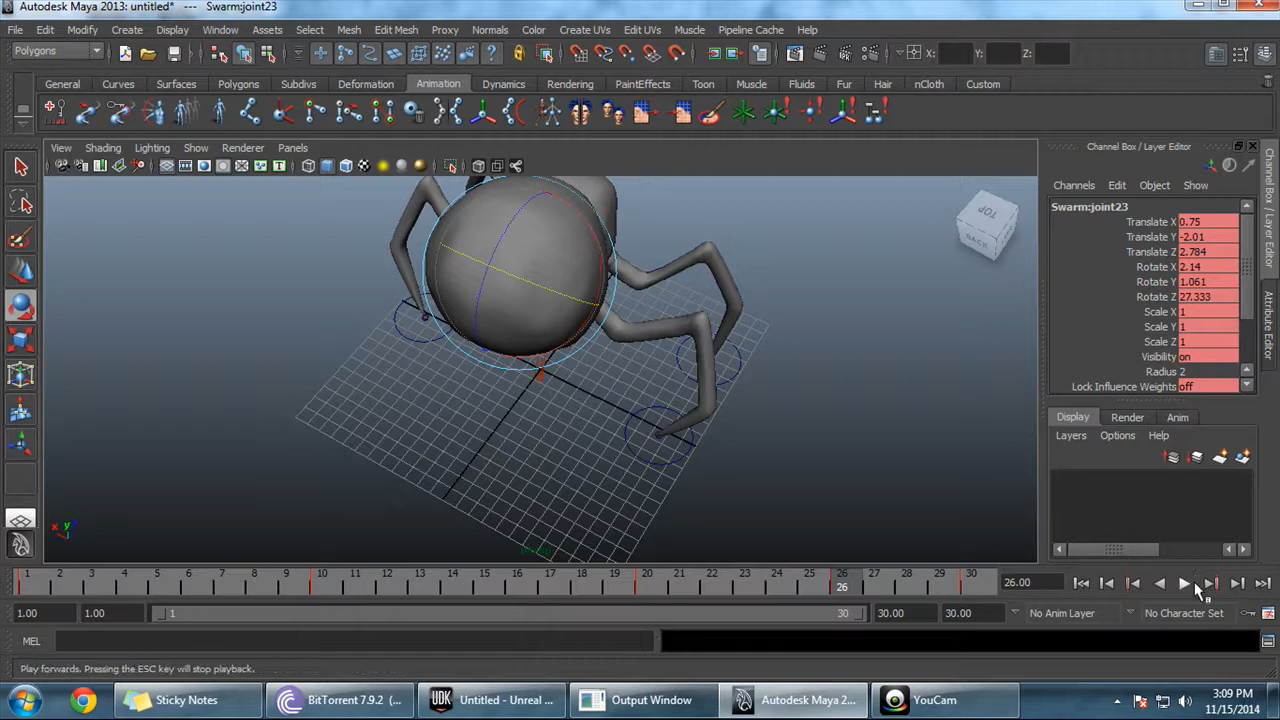 Autodesk Maya 2013: untitled* --- Swarm:joint23
File Edit Modify Create Display Window Assets Select Mesh Edit Mesh Proxy Normals Color Create UVs Edit UVs Muscle Pipeline Cache Help
Polygons X: Y: Z:
General Curves Surfaces Polygons Subdivs Deformation Animation Dynamics Rendering PaintEffects Toon Muscle Fluids Fur Hair nCloth Custom
View Shading Lighting Show Renderer Panels
Channel Box / Layer Editor
Channels Edit Object Show
Swarm:joint23
Translate X 0.75
Translate Y -2.01
Translate Z 2.784
Rotate X 2.14
Rotate Y 1.061
Rotate Z 27.333
Scale X 1
Scale Y 1
Scale Z 1
Visibility on
Radius 2
Lock Influence Weights off
Display Render Anim
Layers Options Help
Channel Box / Layer Editor
Attribute Editor
TOP
BACK
x y z
1 2 3 4 5 6 7 8 9 10 11 12 13 14 15 16 17 18 19 20 21 22 23 24 25 26 27 28 29 30
26
26.00
1.00 1.00 1 30 30.00 30.00 No Anim Layer No Character Set
MEL
Play forwards. Pressing the ESC key will stop playback.
Sticky Notes BitTorrent 7.9.2 (... Untitled - Unreal ... Output Window Autodesk Maya 2... YouCam
3:09 PM
11/15/2014